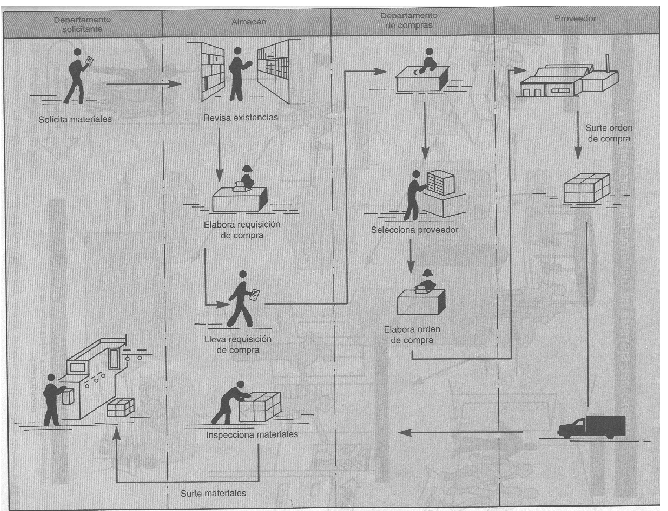 Departamento
solicitante
Almacén
Departamento
de compras
Proveedor
Solicita materiales
Revisa existencias
Surte orden
de compra
Elabora requisición
de compra
Selecciona proveedor
Lleva requisición
de compra
Elabora orden
de compra
Inspecciona materiales
Surte materiales